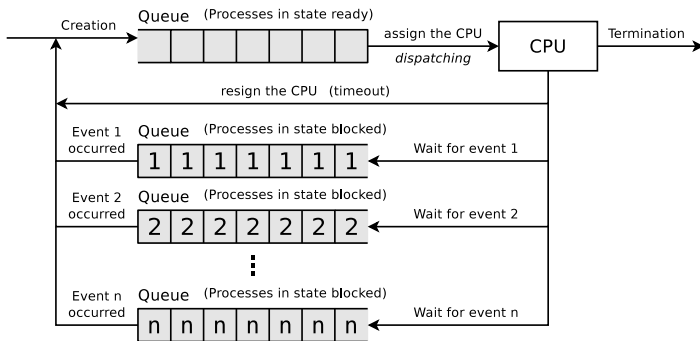 Creation
Queue (Processes in state ready)
assign the CPU
dispatching
CPU
Termination
resign the CPU (timeout)
Event 1
occurred
Queue (Processes in state blocked)
1 1 1 1 1 1 1
Wait for event 1
Event 2
occurred
Queue (Processes in state blocked)
2 2 2 2 2 2 2
Wait for event 2
Event n
occurred
Queue (Processes in state blocked)
n n n n n n n
Wait for event n